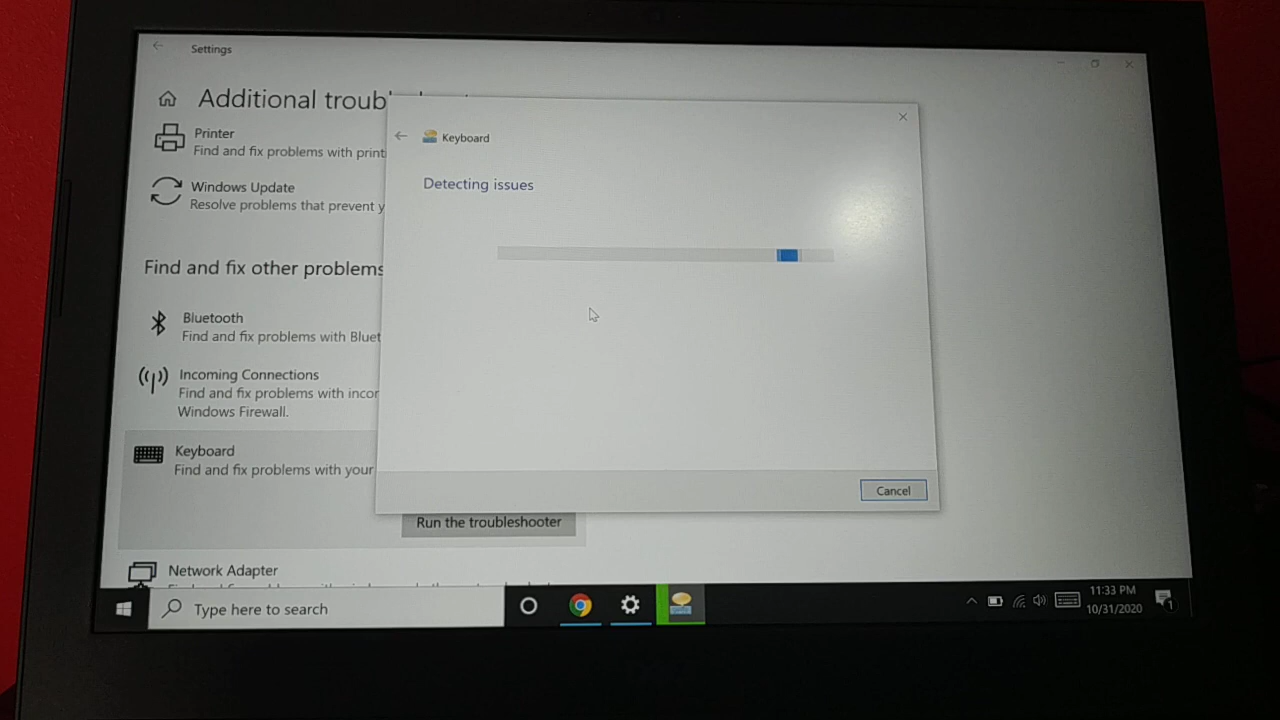 Settings
Additional troub
Printer
Find and fix problems with print
Windows Update
Resolve problems that prevent y
Find and fix other problems
Bluetooth
Find and fix problems with Bluet
Incoming Connections
Find and fix problems with incor
Windows Firewall.
Keyboard
Find and fix problems with your
Run the troubleshooter
Network Adapter
Keyboard
Detecting issues
Cancel
Type here to search
11:33 PM
10/31/2020
1